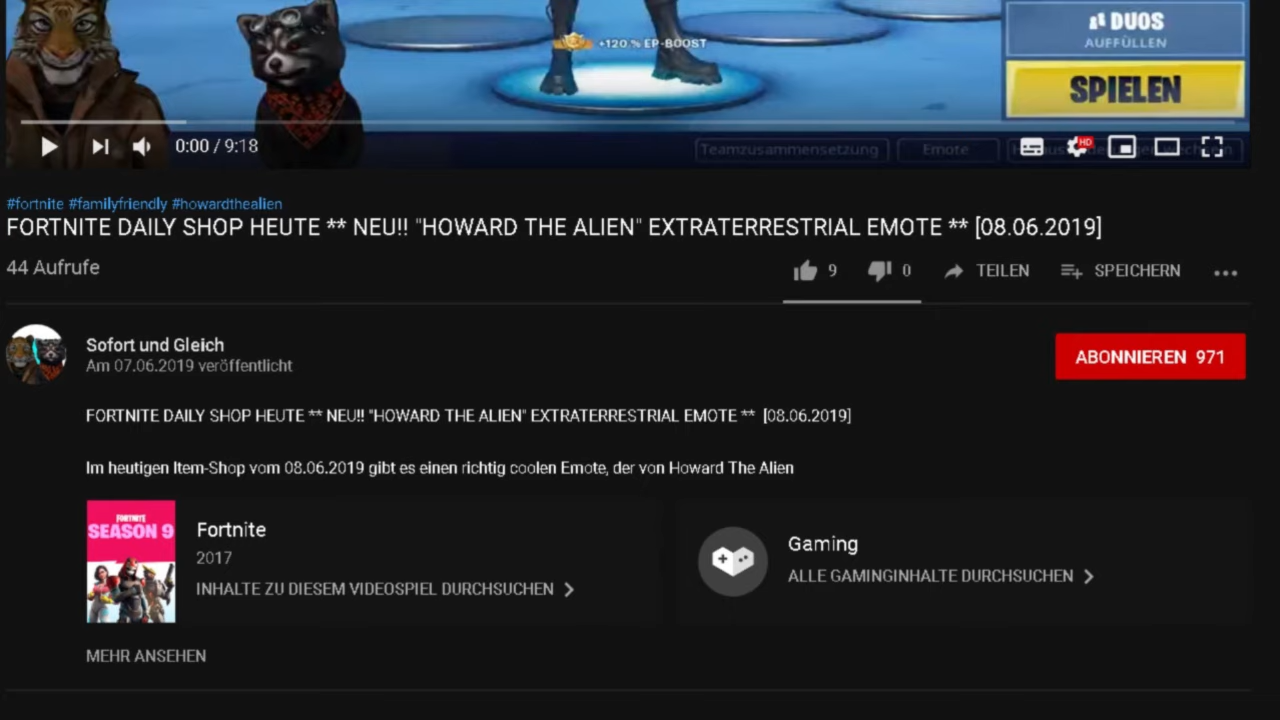 DUOS
AUFFÜLLEN
+120 % EP-BOOST
SPIELEN
0:00 / 9:18
Teamzusammensetzung
Emote
HD
#fortnite #familyfriendly #howardthealien
FORTNITE DAILY SHOP HEUTE ** NEU!! "HOWARD THE ALIEN" EXTRATERRESTRIAL EMOTE ** [08.06.2019]
44 Aufrufe
9
0
TEILEN
SPEICHERN
Sofort und Gleich
Am 07.06.2019 veröffentlicht
ABONNIEREN 971
FORTNITE DAILY SHOP HEUTE ** NEU!! "HOWARD THE ALIEN" EXTRATERRESTRIAL EMOTE ** [08.06.2019]
Im heutigen Item-Shop vom 08.06.2019 gibt es einen richtig coolen Emote, der von Howard The Alien
FORTNITE
SEASON 9
Fortnite
2017
INHALTE ZU DIESEM VIDEOSPIEL DURCHSUCHEN
Gaming
ALLE GAMINGINHALTE DURCHSUCHEN
MEHR ANSEHEN